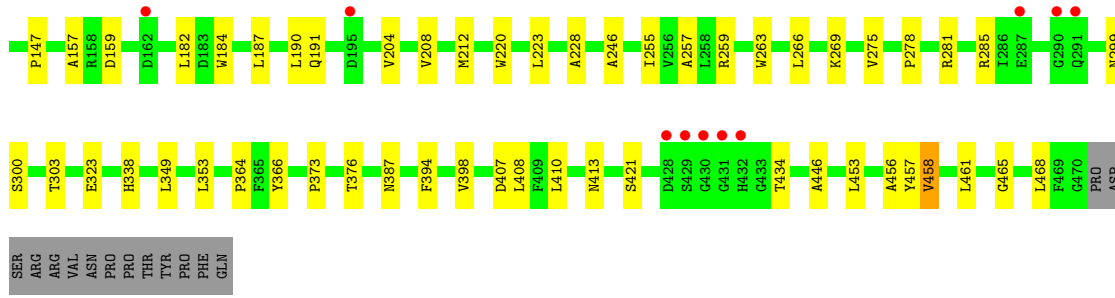 P147 A157 R158 D159 D162 L182 D183 W184 L187 L190 Q191 D195 V204 V208 M212 W220 L223 A228 A246 I255 V256 A257 L258 R259 W263 L266 K269 V275 P278 R281 R285 I286 E287 G290 Q291
S300 T303 E323 H338 L349 L353 P364 F365 Y366 P373 T376 N387 F394 V398 D407 L408 F409 L410 N413 S421 D428 S429 G430 G431 H432 G433 T434 A446 L453 A456 Y457 V458 L461 G465 L468 F469 G470 PRO
SER ARG ARG VAL ASN PRO PRO THR TYR PRO PHE GLN